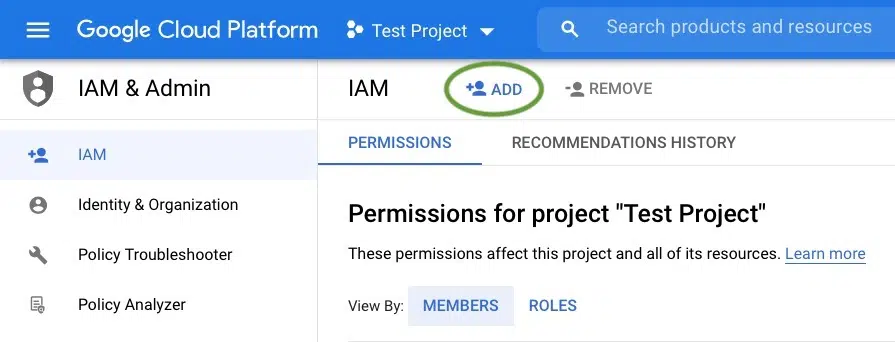 Google Cloud Platform Test Project Search products and resources
IAM & Admin IAM ADD REMOVE
IAM PERMISSIONS RECOMMENDATIONS HISTORY
Identity & Organization
Permissions for project "Test Project"
Policy Troubleshooter These permissions affect this project and all of its resources. Learn more
Policy Analyzer View By: MEMBERS ROLES